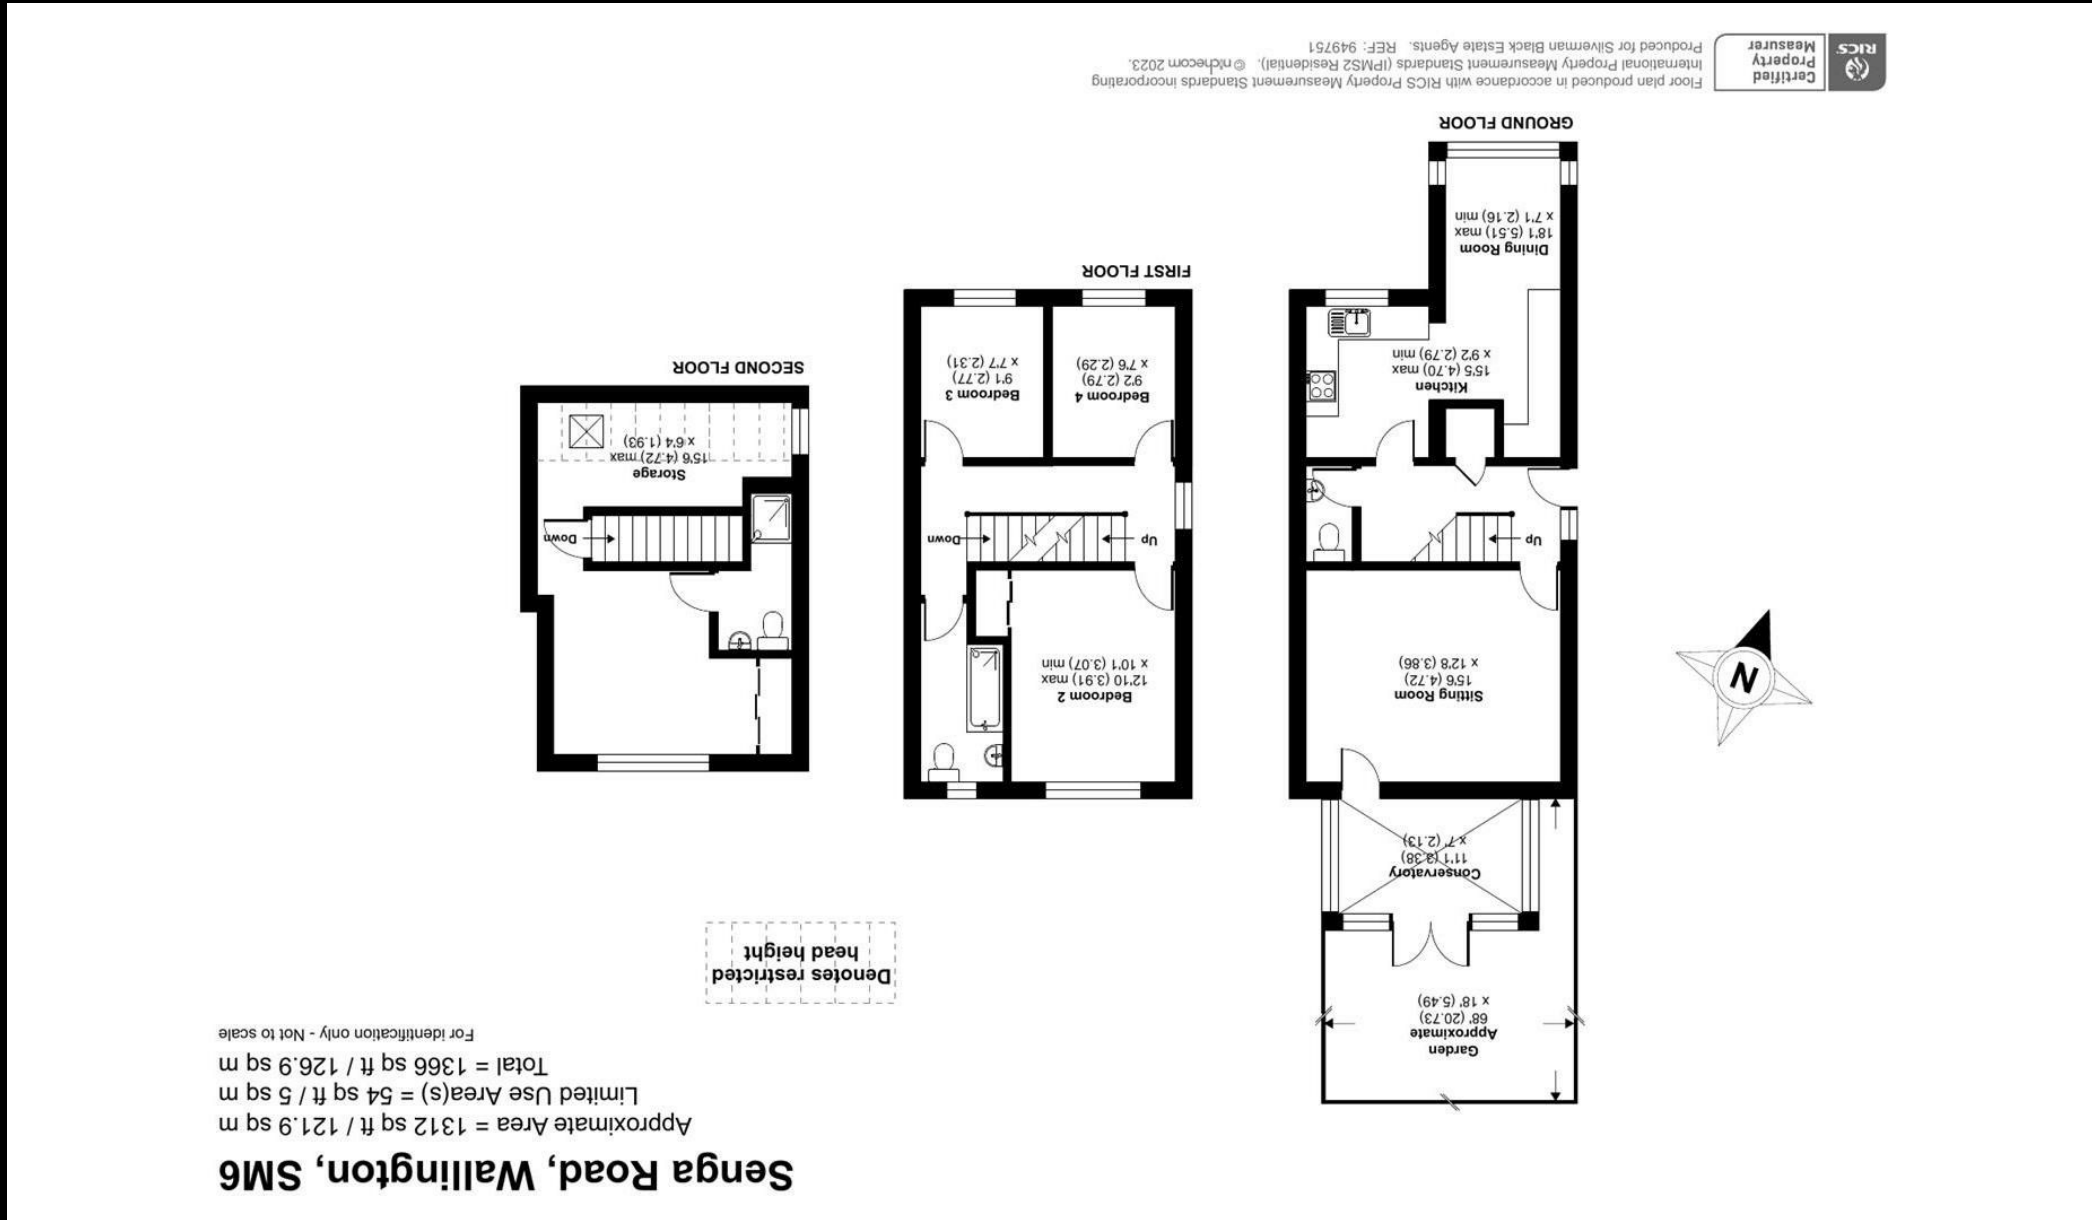 Senga Road, Wallington, SM6
Approximate Area = 1312 sq ft / 121.9 sq m
Limited Use Area(s) = 54 sq ft / 5 sq m
Total = 1366 sq ft / 126.9 sq m
For identification only - Not to scale
Denotes restricted
head height
Garden
Approximate
68' (20.73)
x 18' (5.49)
Conservatory
11'1 (3.38)
x 7' (2.13)
Sitting Room
15'6 (4.72)
x 12'8 (3.86)
Up
Kitchen
15'5 (4.70) max
x 9'2 (2.79) min
Dining Room
18'1 (5.51) max
x 7'1 (2.16) min
GROUND FLOOR
N
Bedroom 2
12'10 (3.91) max
x 10'1 (3.07) min
Up
Down
Bedroom 4
9'2 (2.79)
x 7'6 (2.29)
Bedroom 3
9'1 (2.77)
x 7'7 (2.31)
FIRST FLOOR
Down
Storage
15'6 (4.72) max
x 6'4 (1.93)
SECOND FLOOR
RICS
Certified
Property
Measurer
Floor plan produced in accordance with RICS Property Measurement Standards incorporating
International Property Measurement Standards (IPMS2 Residential). © nichecom 2023.
Produced for Silverman Black Estate Agents. REF: 949751